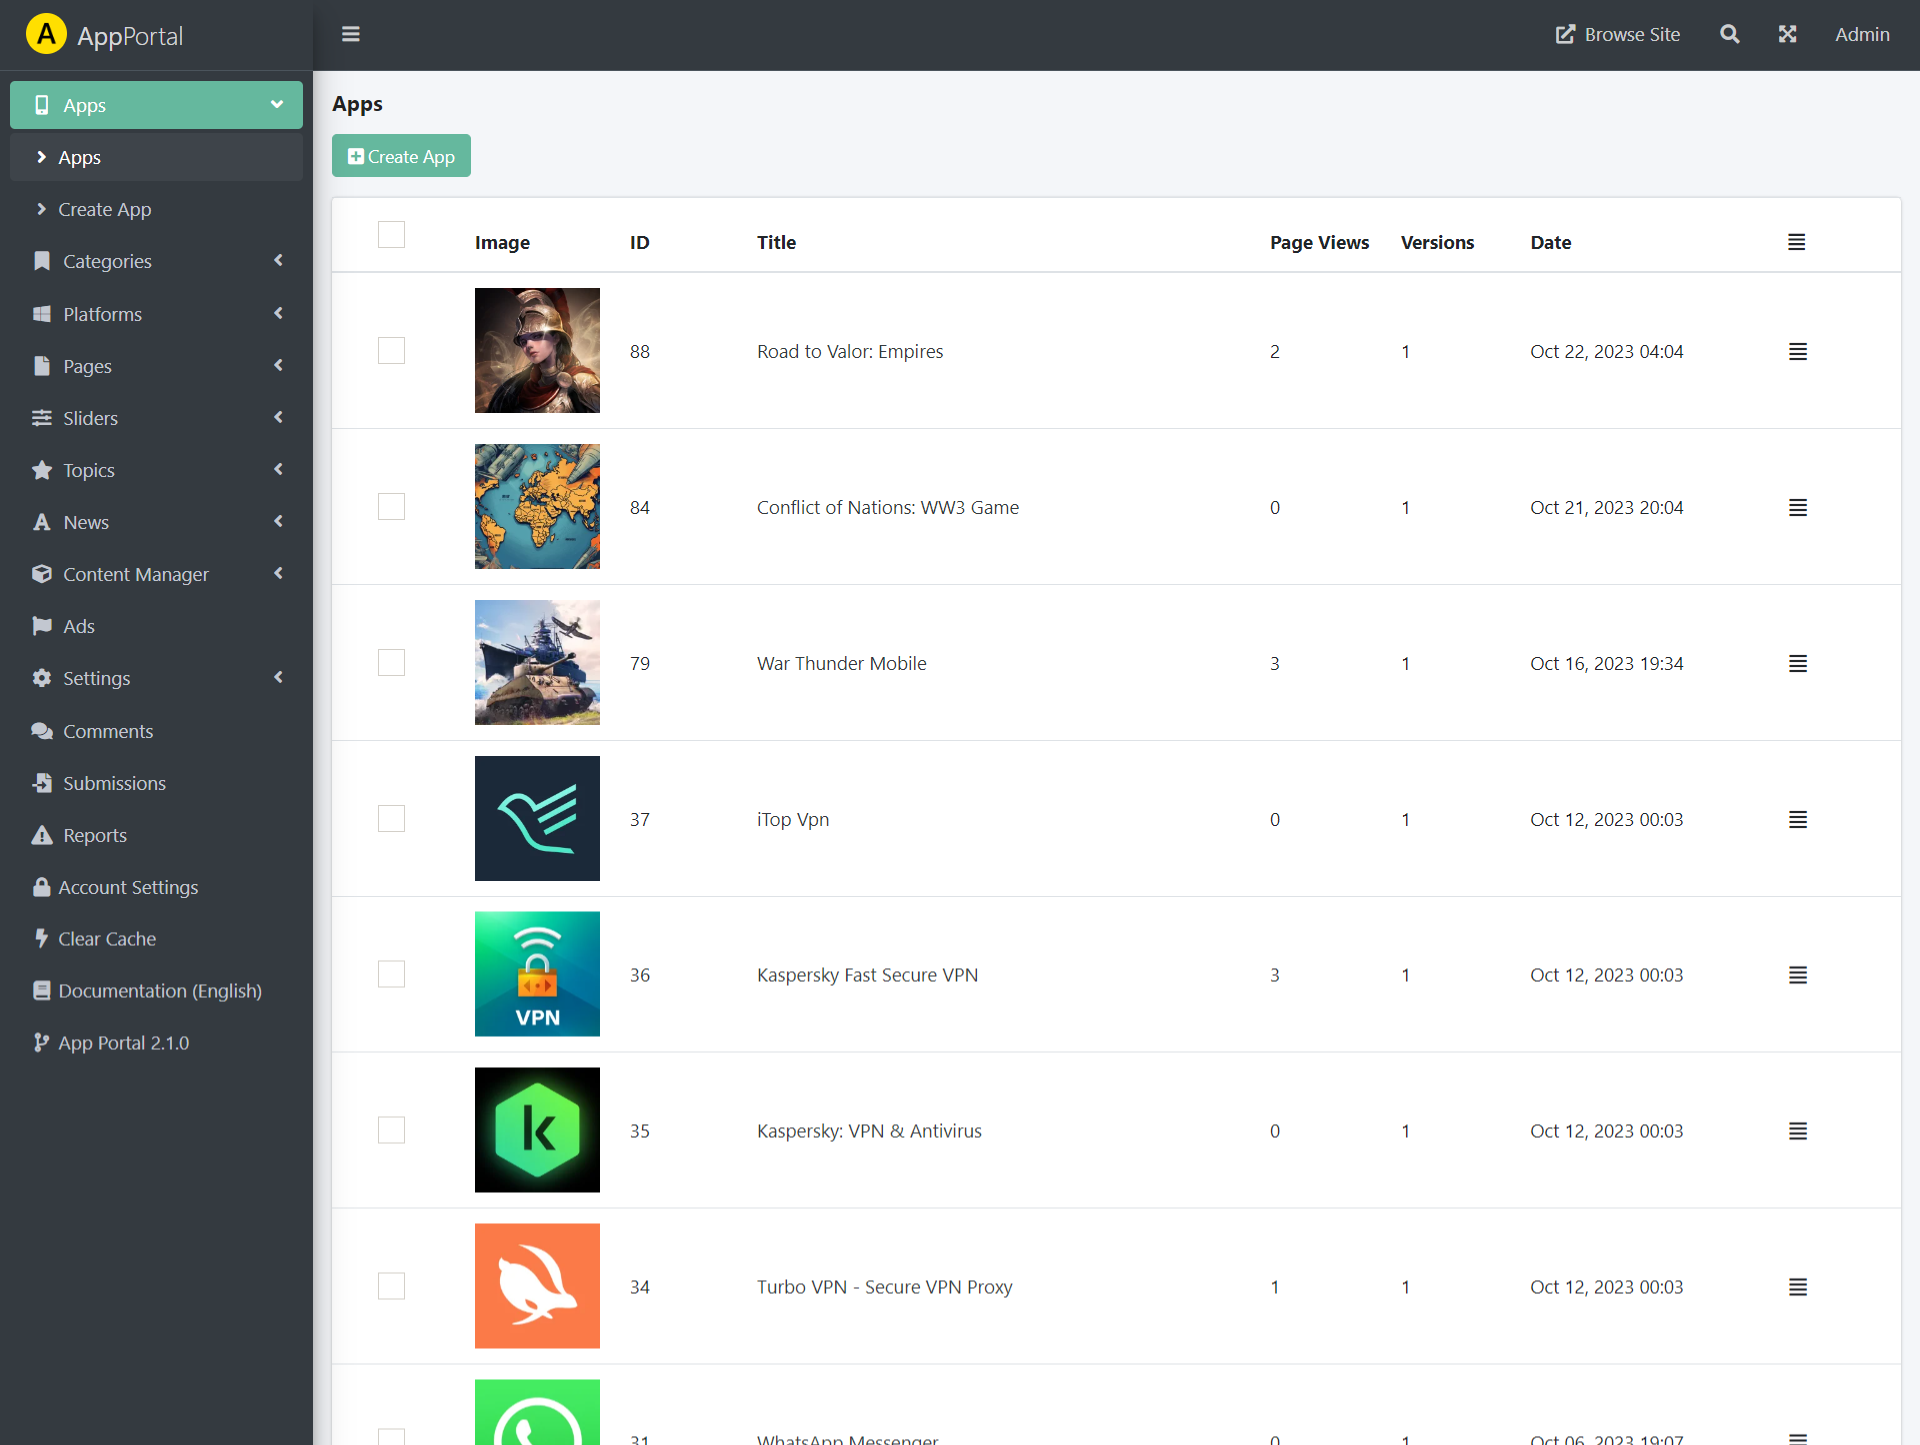 A AppPortal
Browse Site
Admin
Apps
Apps
Create App
Categories
Platforms
Pages
Sliders
Topics
News
Content Manager
Ads
Settings
Comments
Submissions
Reports
Account Settings
Clear Cache
Documentation (English)
App Portal 2.1.0
Apps
Create App
Image ID Title Page Views Versions Date
88 Road to Valor: Empires 2 1 Oct 22, 2023 04:04
84 Conflict of Nations: WW3 Game 0 1 Oct 21, 2023 20:04
79 War Thunder Mobile 3 1 Oct 16, 2023 19:34
37 iTop Vpn 0 1 Oct 12, 2023 00:03
VPN
36 Kaspersky Fast Secure VPN 3 1 Oct 12, 2023 00:03
k
35 Kaspersky: VPN & Antivirus 0 1 Oct 12, 2023 00:03
34 Turbo VPN - Secure VPN Proxy 1 1 Oct 12, 2023 00:03
31 WhatsApp Messenger 0 1 Oct 06, 2023 19:07